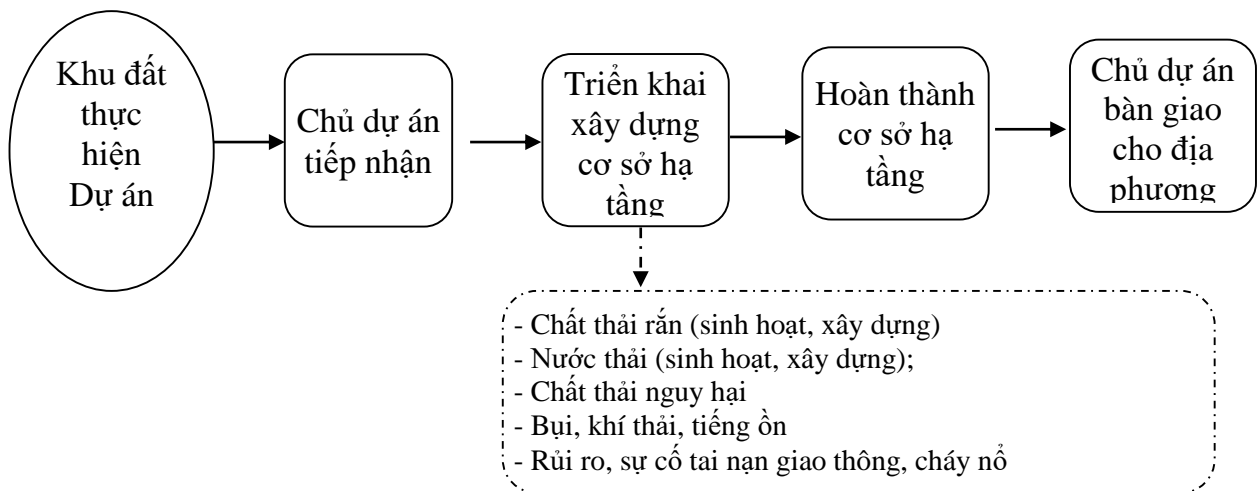 Khu đất
thực
hiện
Dự án
Chủ dự án
tiếp nhận
Triển khai
xây dựng
cơ sở hạ
tầng
Hoàn thành
cơ sở hạ
tầng
Chủ dự án
bàn giao
cho địa
phương
- Chất thải rắn (sinh hoạt, xây dựng)
- Nước thải (sinh hoạt, xây dựng);
- Chất thải nguy hại
- Bụi, khí thải, tiếng ồn
- Rủi ro, sự cố tai nạn giao thông, cháy nổ